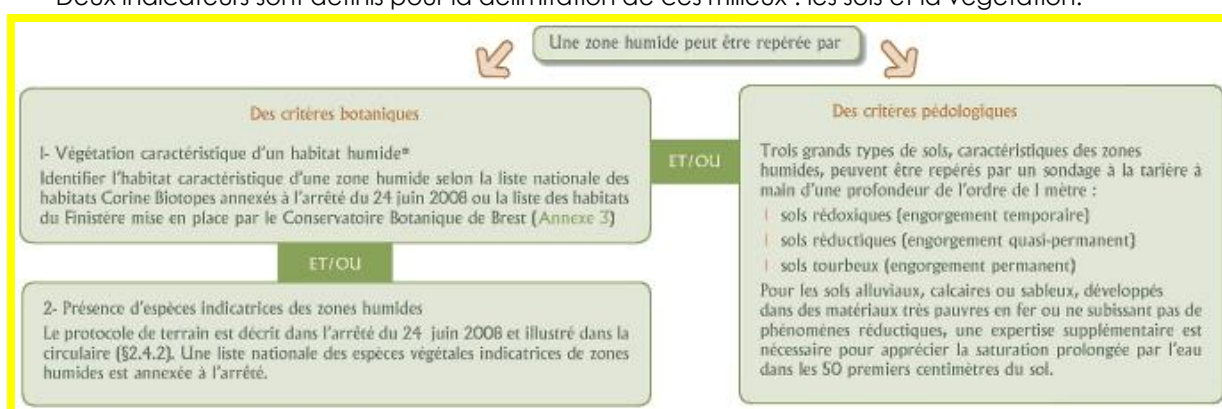 Deux indicateurs sont définis pour la délimitation de ces milieux : les sols et la végétation.
Une zone humide peut être repérée par
Des critères botaniques
1- Végétation caractéristique d'un habitat humide*
Identifier l'habitat caractéristique d'une zone humide selon la liste nationale des
habitats Corine Biotopes annexés à l'arrêté du 24 juin 2008 ou la liste des habitats
du Finistère mise en place par le Conservatoire Botanique de Brest (Annexe 3)
ET/OU
2- Présence d'espèces indicatrices des zones humides
Le protocole de terrain est décrit dans l'arrêté du 24 juin 2008 et illustré dans la
circulaire (§2.4.2). Une liste nationale des espèces végétales indicatrices de zones
humides est annexée à l'arrêté.
ET/OU
Des critères pédologiques
Trois grands types de sols, caractéristiques des zones
humides, peuvent être repérés par un sondage à la tarière à
main d'une profondeur de l'ordre de 1 mètre :
| sols rédoxiques (engorgement temporaire)
| sols réductiques (engorgement quasi-permanent)
| sols tourbeux (engorgement permanent)
Pour les sols alluviaux, calcaires ou sableux, développés
dans des matériaux très pauvres en fer ou ne subissant pas de
phénomènes réductiques, une expertise supplémentaire est
nécessaire pour apprécier la saturation prolongée par l'eau
dans les 50 premiers centimètres du sol.